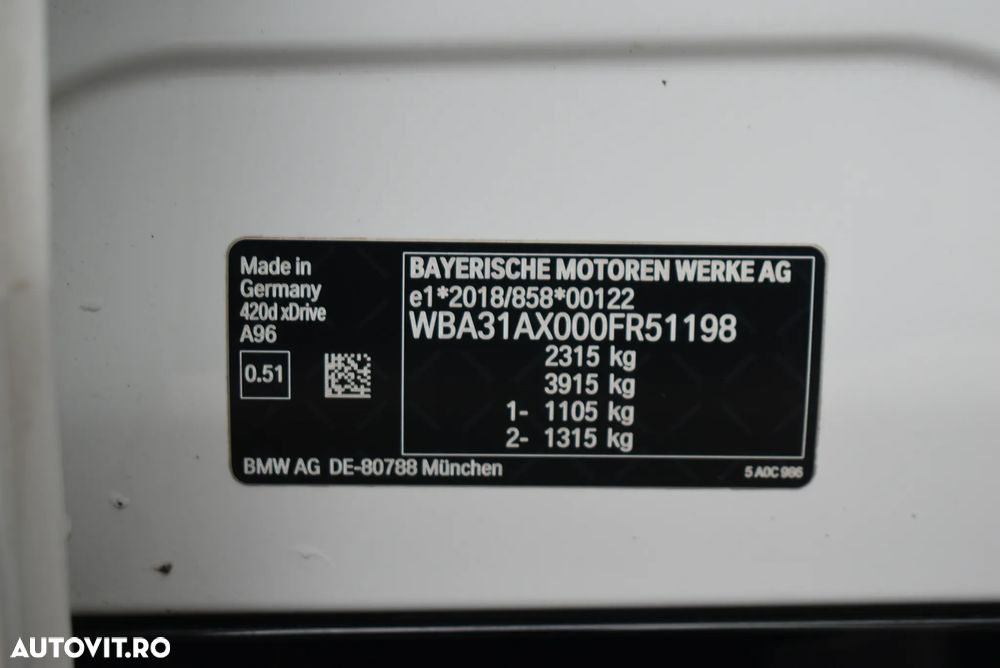 Made in
Germany
420d xDrive
A96
0.51
BAYERISCHE MOTOREN WERKE AG
e1*2018/858*00122
WBA31AX000FR51198
2315 kg
3915 kg
1- 1105 kg
2- 1315 kg
BMW AG DE-80788 München
5 A0C 986
AUTOVIT.RO